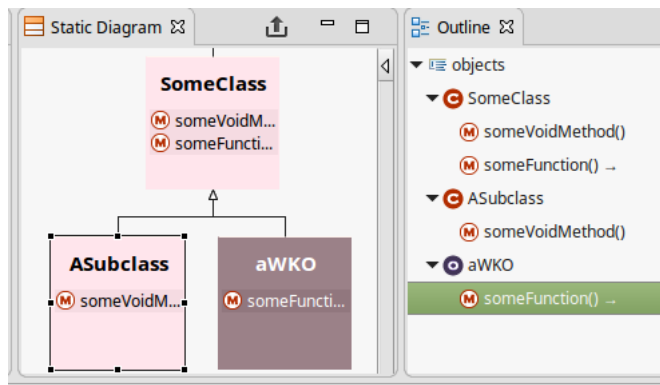 Static Diagram
SomeClass
M someVoidM...
M someFuncti...
ASubclass
M someVoidM...
aWKO
M someFuncti...
Outline
objects
C SomeClass
M someVoidMethod()
M someFunction() →
C ASubclass
M someVoidMethod()
O aWKO
M someFunction() →